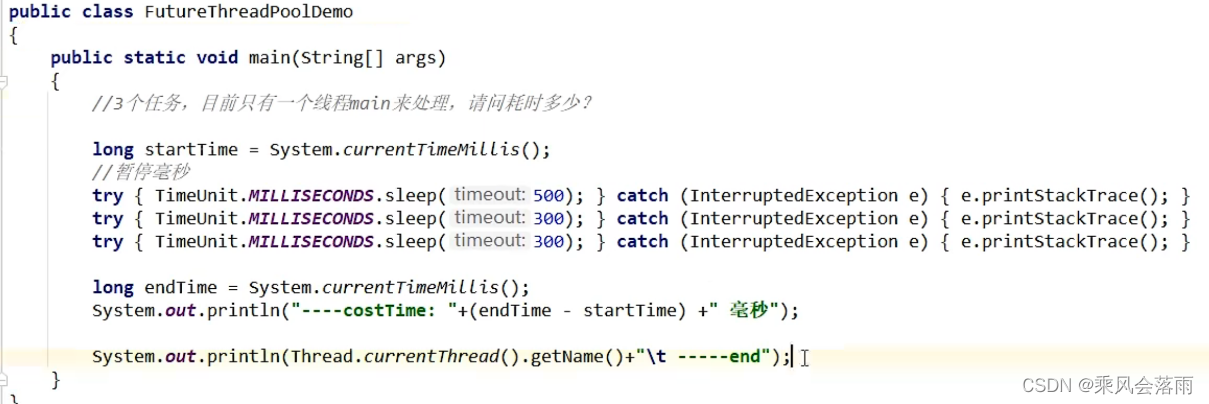 public class FutureThreadPoolDemo
{
    public static void main(String[] args)
    {
        //3个任务，目前只有一个线程main来处理，请问耗时多少？

        long startTime = System.currentTimeMillis();
        //暂停毫秒
        try { TimeUnit.MILLISECONDS.sleep( timeout: 500); } catch (InterruptedException e) { e.printStackTrace(); }
        try { TimeUnit.MILLISECONDS.sleep( timeout: 300); } catch (InterruptedException e) { e.printStackTrace(); }
        try { TimeUnit.MILLISECONDS.sleep( timeout: 300); } catch (InterruptedException e) { e.printStackTrace(); }

        long endTime = System.currentTimeMillis();
        System.out.println("----costTime: "+(endTime - startTime) +" 毫秒");

        System.out.println(Thread.currentThread().getName()+"\t -----end");
    }
}
CSDN @乘风会落雨